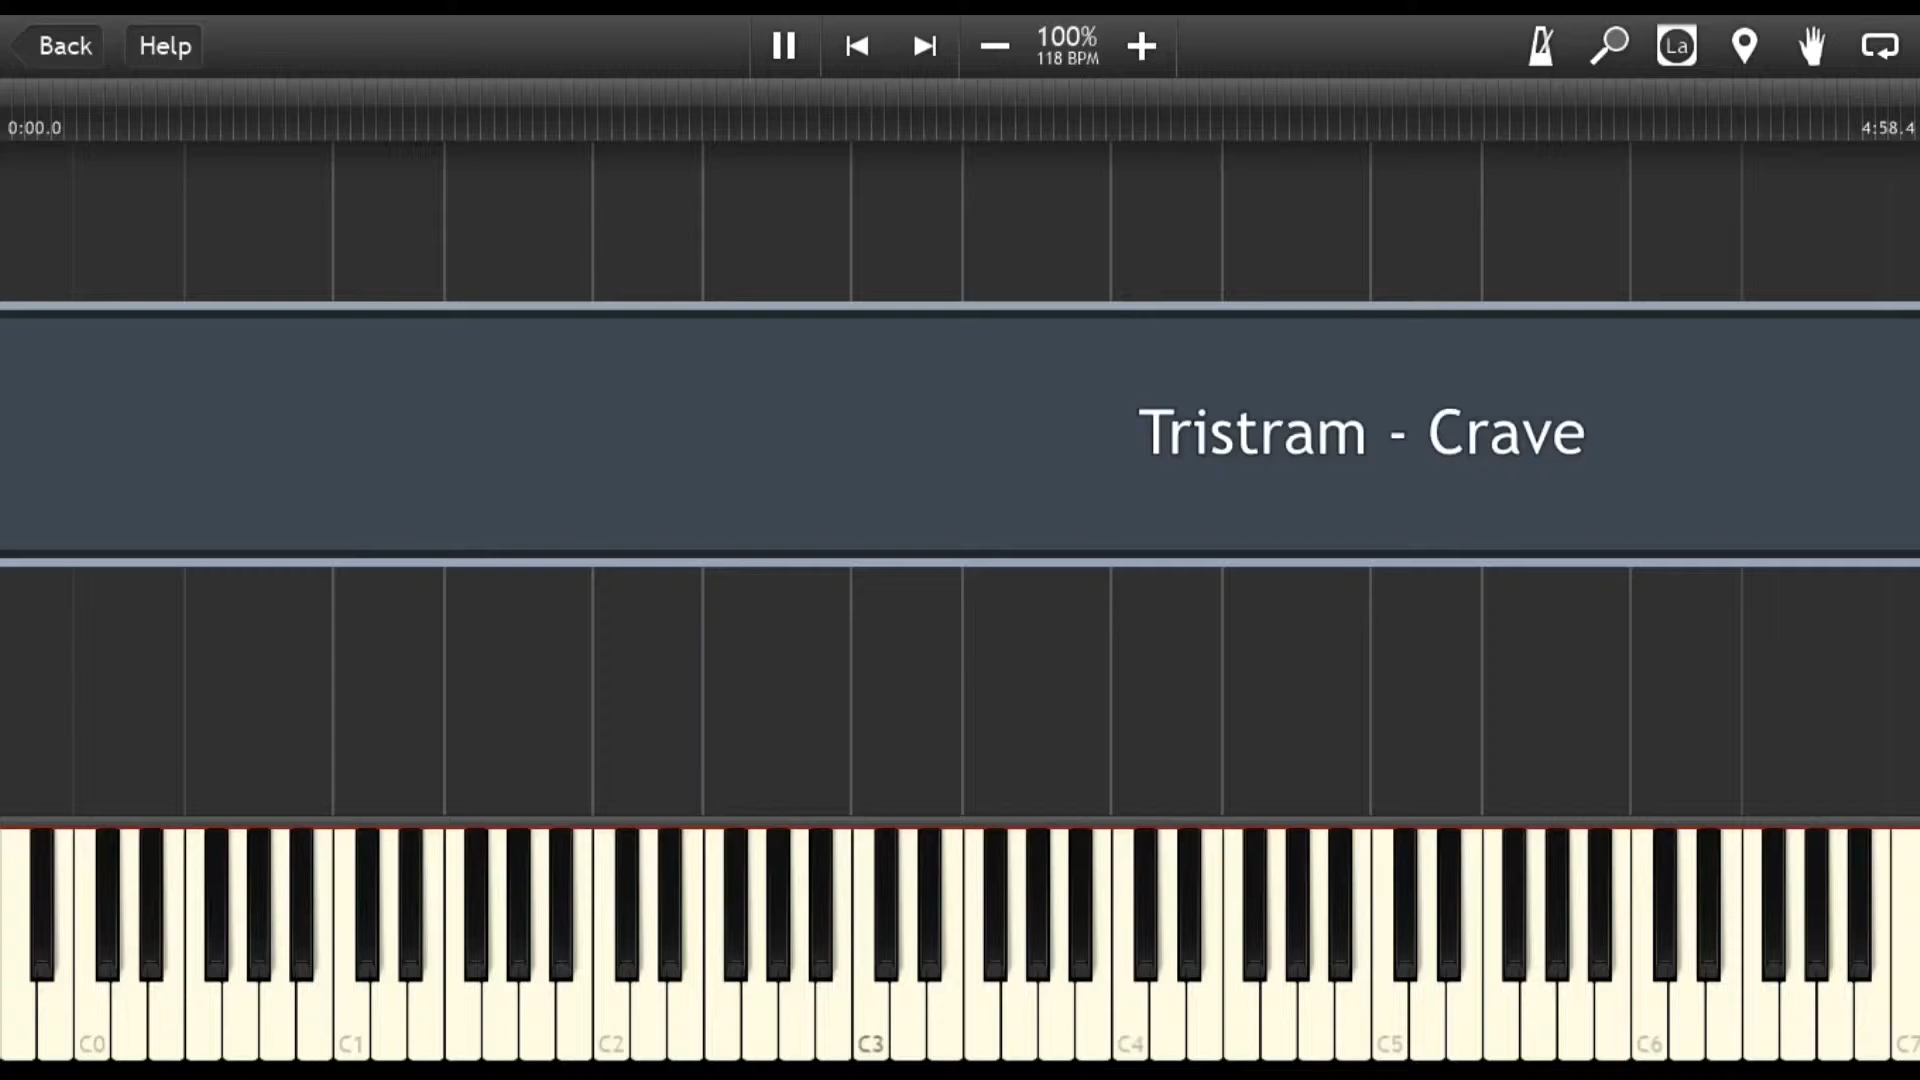 Back
Help
100%
118 BPM
La
0:00.0
4:58.4
Tristram - Crave
C0
C1
C2
C3
C4
C5
C6
C7